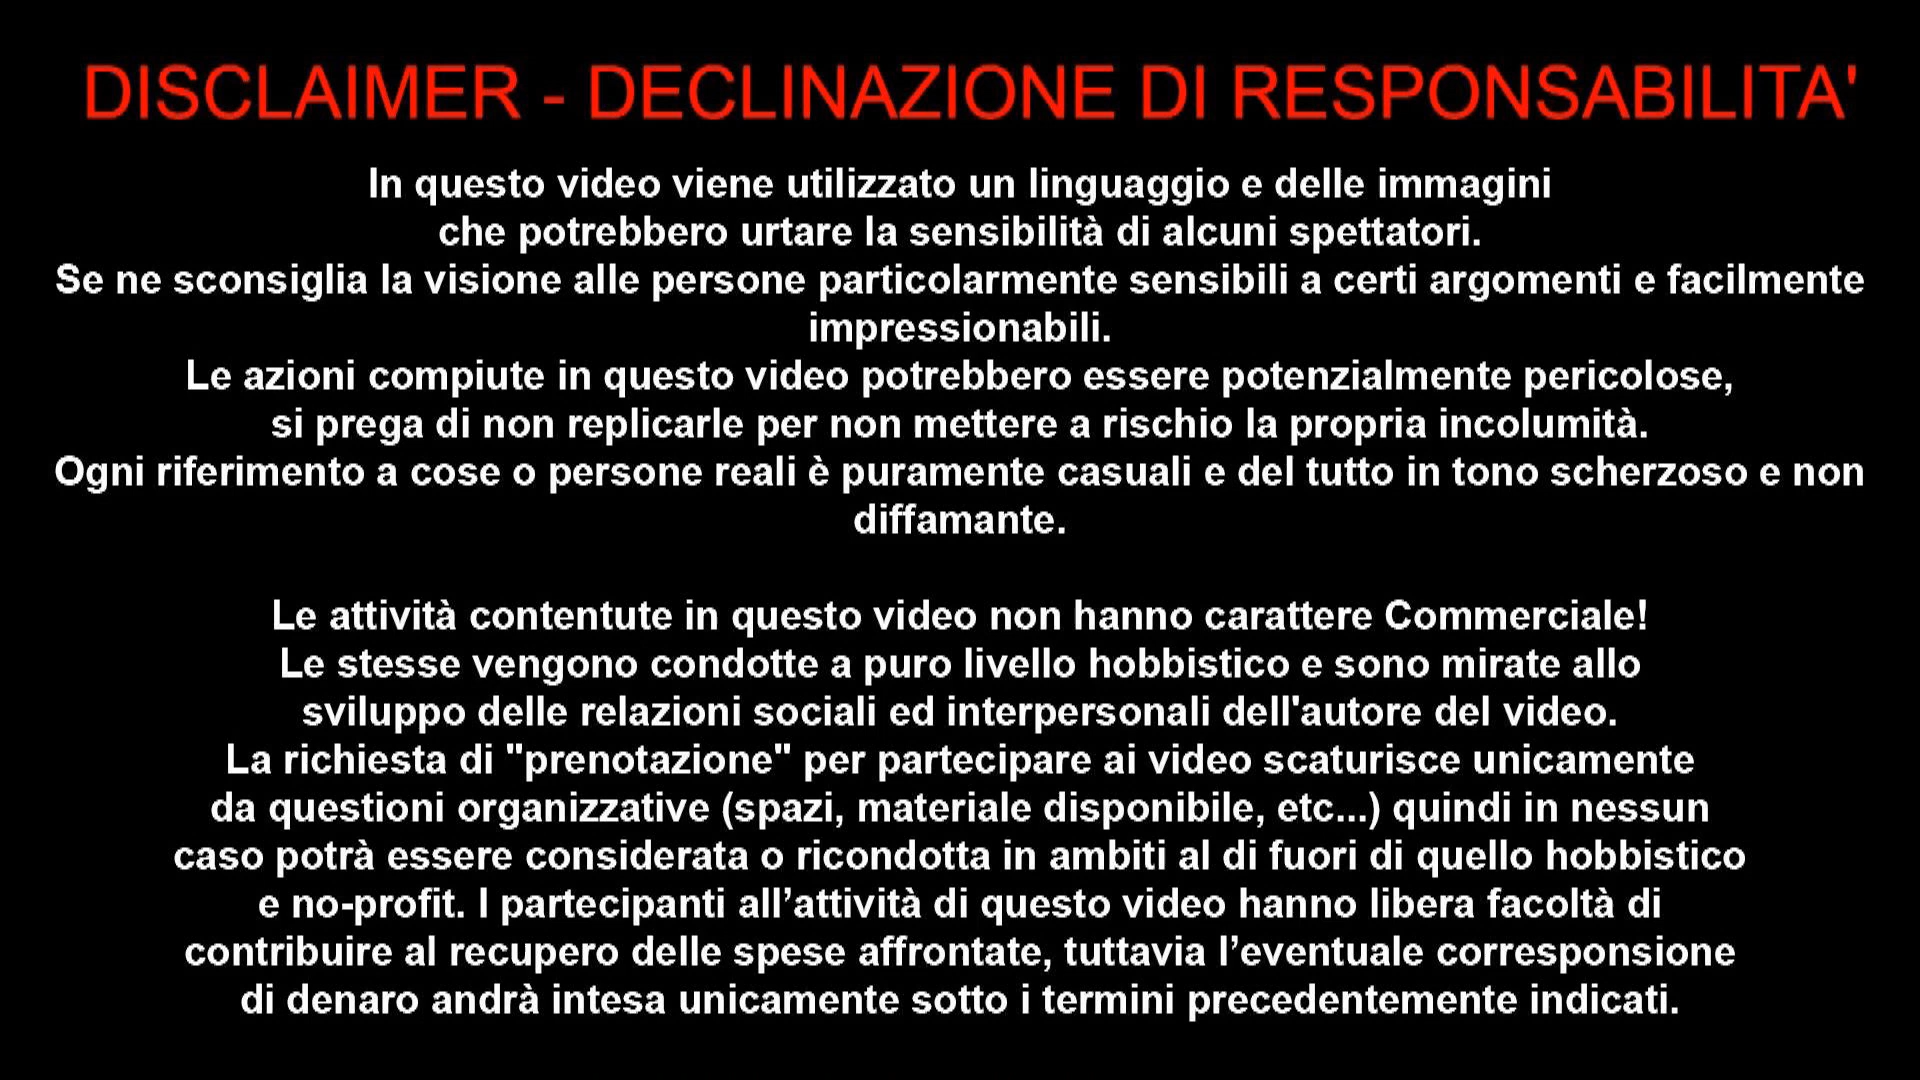 DISCLAIMER - DECLINAZIONE DI RESPONSABILITA'
In questo video viene utilizzato un linguaggio e delle immagini
che potrebbero urtare la sensibilità di alcuni spettatori.
Se ne sconsiglia la visione alle persone particolarmente sensibili a certi argomenti e facilmente
impressionabili.
Le azioni compiute in questo video potrebbero essere potenzialmente pericolose,
si prega di non replicarle per non mettere a rischio la propria incolumità.
Ogni riferimento a cose o persone reali è puramente casuali e del tutto in tono scherzoso e non
diffamante.
Le attività contentute in questo video non hanno carattere Commerciale!
Le stesse vengono condotte a puro livello hobbistico e sono mirate allo
sviluppo delle relazioni sociali ed interpersonali dell'autore del video.
La richiesta di "prenotazione" per partecipare ai video scaturisce unicamente
da questioni organizzative (spazi, materiale disponibile, etc...) quindi in nessun
caso potrà essere considerata o ricondotta in ambiti al di fuori di quello hobbistico
e no-profit. I partecipanti all’attività di questo video hanno libera facoltà di
contribuire al recupero delle spese affrontate, tuttavia l’eventuale corresponsione
di denaro andrà intesa unicamente sotto i termini precedentemente indicati.